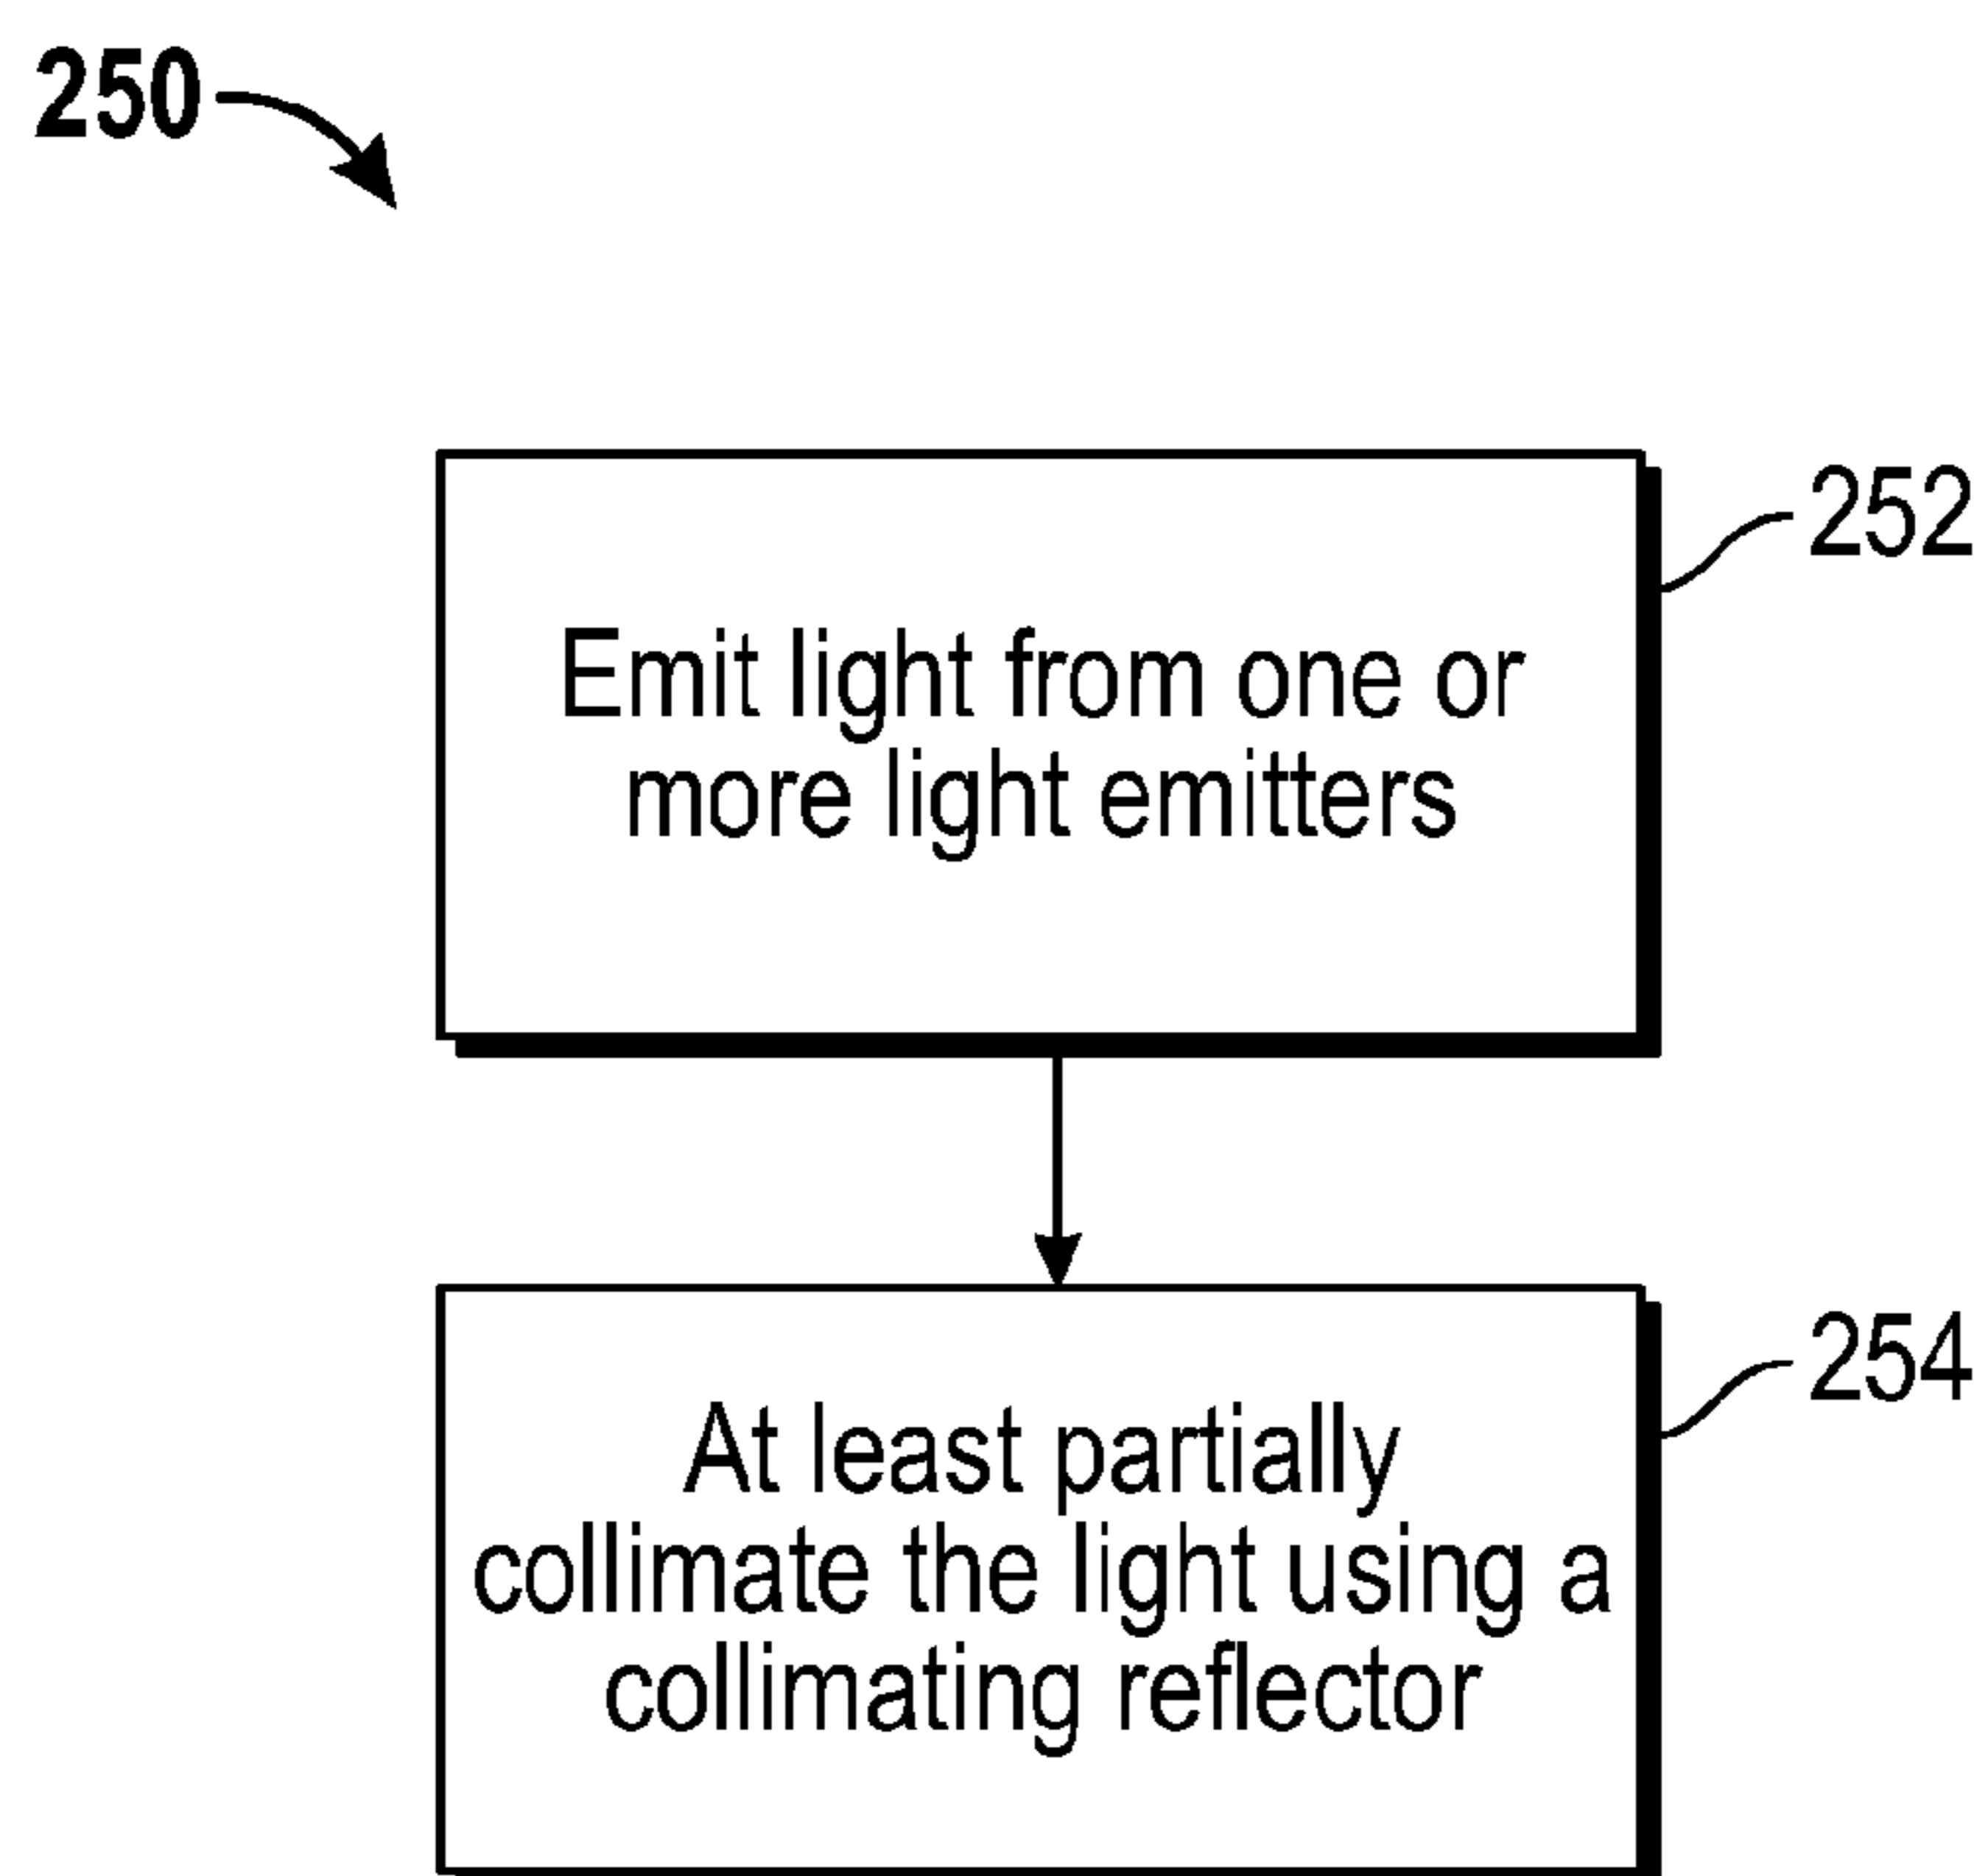 250
252
Emit light from one or
more light emitters
254
At least partially
collimate the light using a
collimating reflector